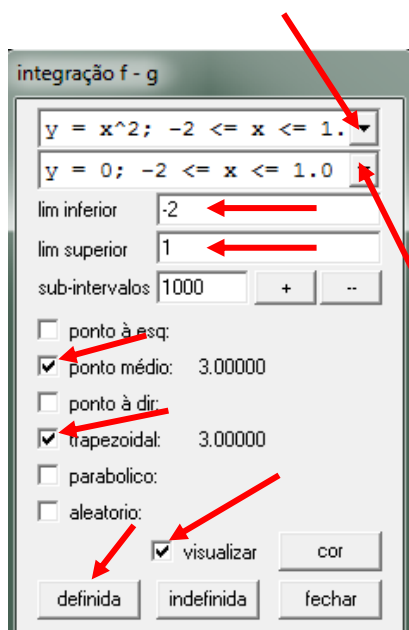 integração f - g
y = x^2; -2 <= x <= 1.
y = 0; -2 <= x <= 1.0
lim inferior -2
lim superior 1
sub-intervalos 1000 + --
ponto à esq:
ponto médio: 3.00000
ponto à dir:
trapezoidal: 3.00000
parabolico:
aleatorio:
visualizar cor
definida indefinida fechar